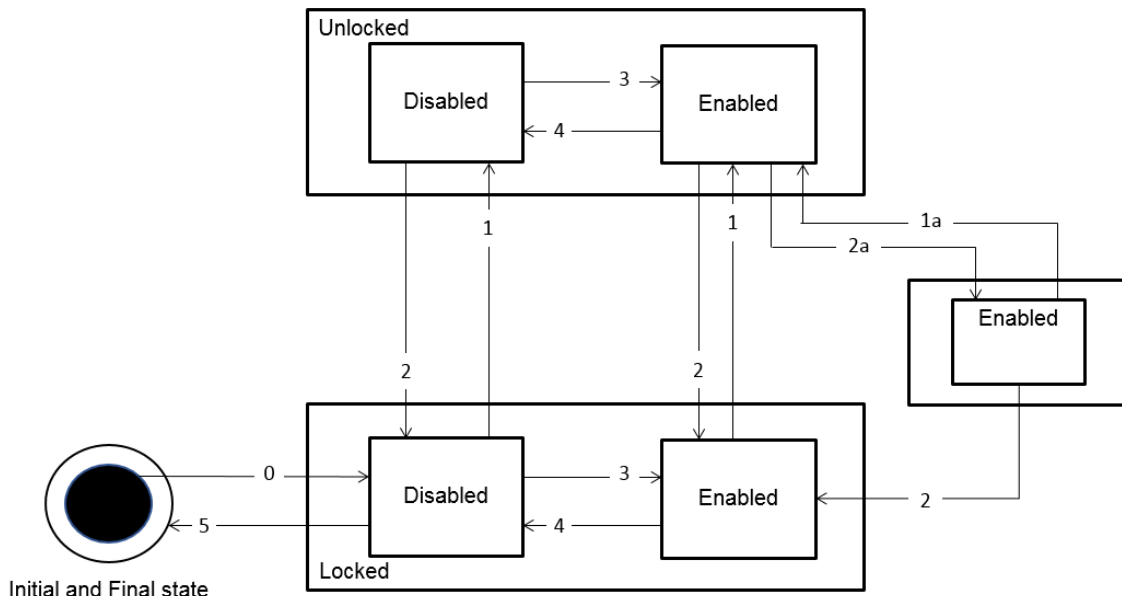 Unlocked
Disabled
3
Enabled
4
1
1
1a
2a
Enabled
2
2
0
Disabled
3
Enabled
2
5
4
Locked
Initial and Final state